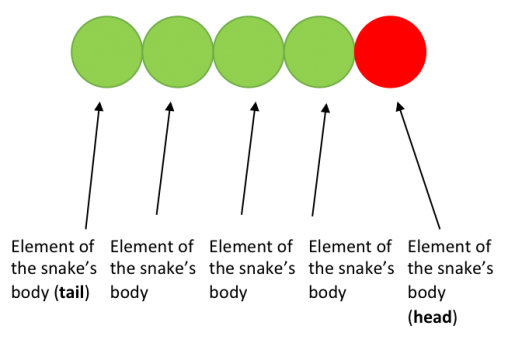 Element of
the snake's
body (tail)
Element of
the snake's
body
Element of
the snake's
body
Element of
the snake's
body
Element of
the snake's
body
(head)